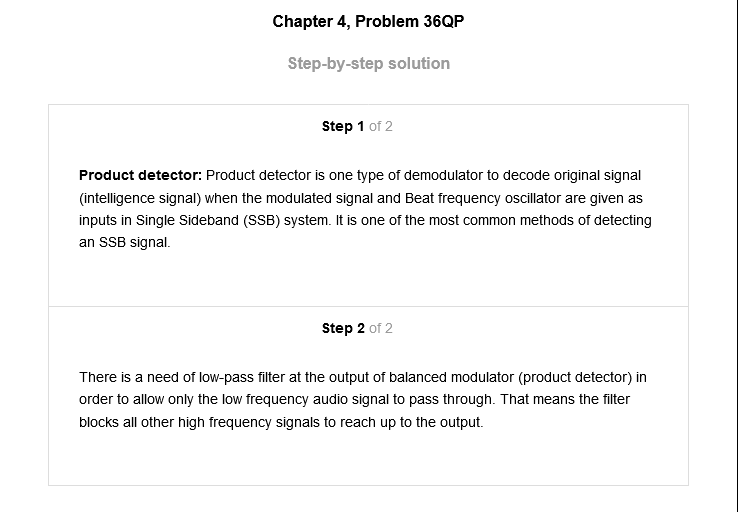 Chapter 4, Problem 36QP
Step-by-step solution
Step 1 of 2
Product detector: Product detector is one type of demodulator to decode original signal
(intelligence signal) when the modulated signal and Beat frequency oscillator are given as
inputs in Single Sideband (SSB) system. It is one of the most common methods of detecting
an SSB signal.
Step 2 of 2
There is a need of low-pass filter at the output of balanced modulator (product detector) in
order to allow only the low frequency audio signal to pass through. That means the filter
blocks all other high frequency signals to reach up to the output.